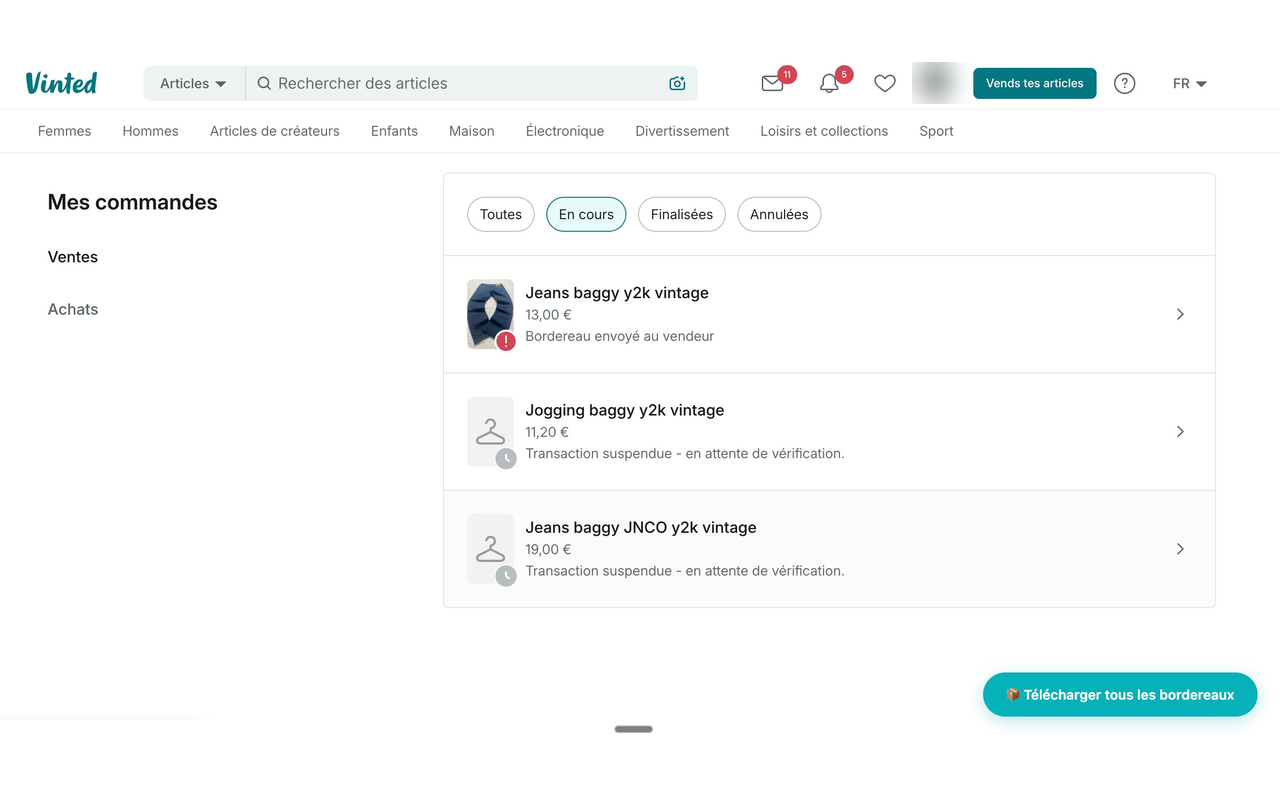 Vinted
Articles
Rechercher des articles
11
5
Vends tes articles
?
FR
Femmes
Hommes
Articles de créateurs
Enfants
Maison
Électronique
Divertissement
Loisirs et collections
Sport
Mes commandes
Ventes
Achats
Toutes
En cours
Finalisées
Annulées
Jeans baggy y2k vintage
13,00 €
Bordereau envoyé au vendeur
!
Jogging baggy y2k vintage
11,20 €
Transaction suspendue - en attente de vérification.
Jeans baggy JNCO y2k vintage
19,00 €
Transaction suspendue - en attente de vérification.
📦 Télécharger tous les bordereaux